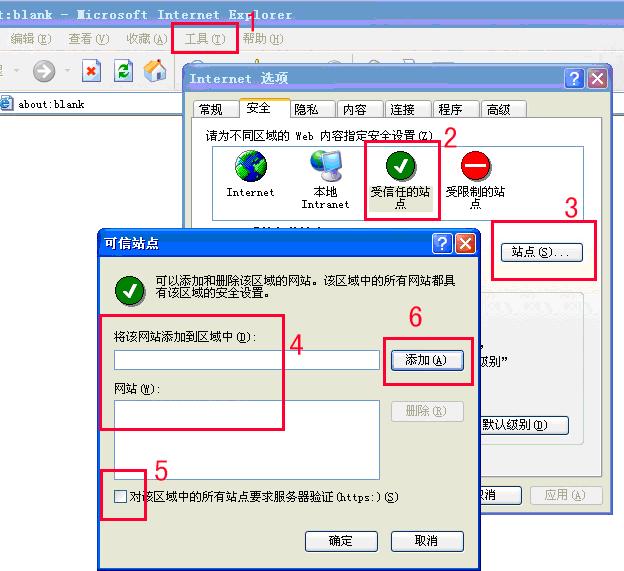 t:blank - Microsoft Internet Explorer
1
编辑(E) 查看(V) 收藏(A) 工具(T) 帮助(H)
about:blank
Internet 选项
常规 安全 隐私 内容 连接 程序 高级
请为不同区域的 Web 内容指定安全设置(Z)
2
Internet
本地
Intranet
受信任的站
点
受限制的站
点
3
站点(S)...
可信站点
可以添加和删除该区域的网站。该区域中的所有网站都具
有该区域的安全设置。
6
将该网站添加到区域中(D):
4
添加(A)
级别”
网站(W):
删除(R)
默认级别(D)
5
对该区域中的所有站点要求服务器验证(https:)(S)
取消
应用(A)
确定
取消